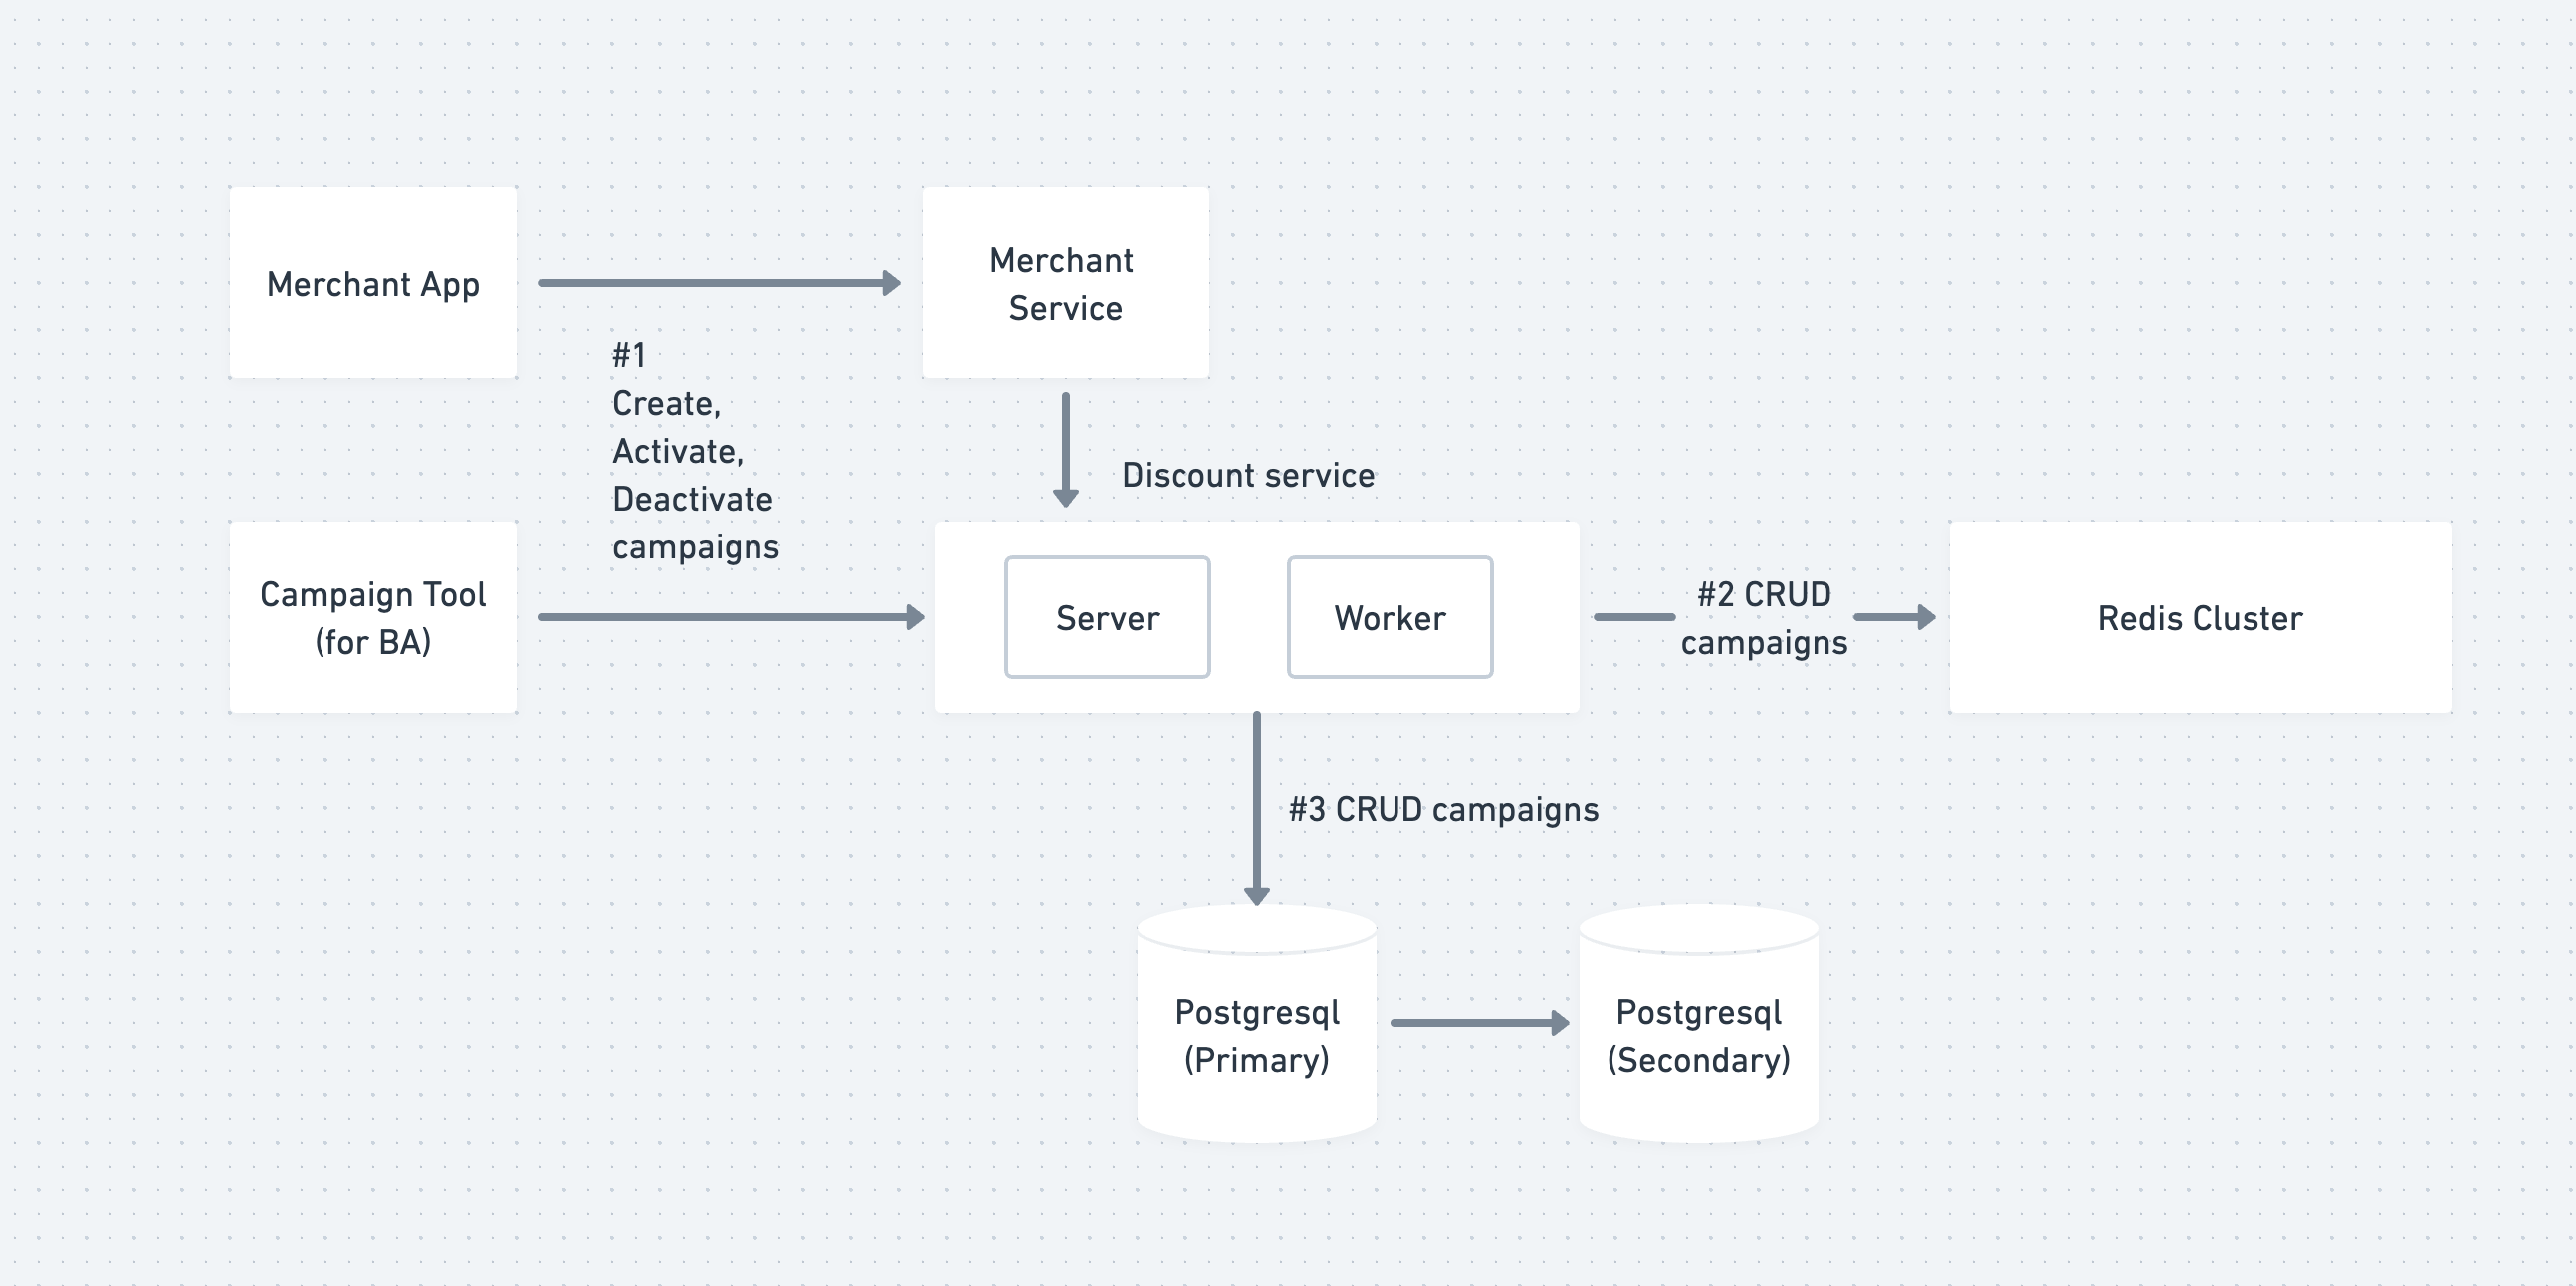 Merchant App
Merchant
Service
#1
Create,
Activate,
Deactivate
campaigns
Discount service
Campaign Tool
(for BA)
Server
Worker
#2 CRUD
campaigns
Redis Cluster
#3 CRUD campaigns
Postgresql
(Primary)
Postgresql
(Secondary)